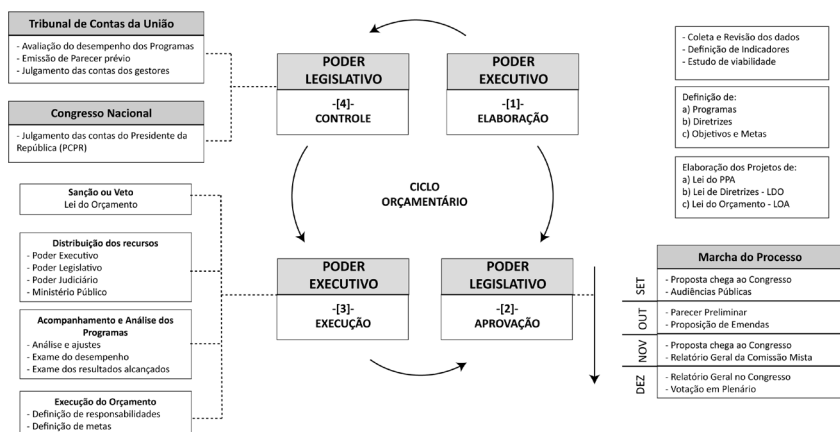 Tribunal de Contas da União
- Avaliação do desempenho dos Programas
- Emissão de Parecer prévio
- Julgamento das contas dos gestores
Congresso Nacional
- Julgamento das contas do Presidente da
República (PCPR)
PODER
LEGISLATIVO
-[4]-
CONTROLE
PODER
EXECUTIVO
-[1]-
ELABORAÇÃO
- Coleta e Revisão dos dados
- Definição de Indicadores
- Estudo de viabilidade
Definição de:
a) Programas
b) Diretrizes
c) Objetivos e Metas
Elaboração dos Projetos de:
a) Lei do PPA
b) Lei de Diretrizes - LDO
c) Lei do Orçamento - LOA
CICLO
ORÇAMENTÁRIO
Sanção ou Veto
Lei do Orçamento
Distribuição dos recursos
- Poder Executivo
- Poder Legislativo
- Poder Judiciário
- Ministério Público
Acompanhamento e Análise dos
Programas
- Análise e ajustes
- Exame do desempenho
- Exame dos resultados alcançados
Execução do Orçamento
- Definição de responsabilidades
- Definição de metas
PODER
EXECUTIVO
-[3]-
EXECUÇÃO
PODER
LEGISLATIVO
-[2]-
APROVAÇÃO
Marcha do Processo
SET
- Proposta chega ao Congresso
- Audiências Públicas
OUT
- Parecer Preliminar
- Proposição de Emendas
NOV
- Proposta chega ao Congresso
- Relatório Geral da Comissão Mista
DEZ
- Relatório Geral no Congresso
- Votação em Plenário